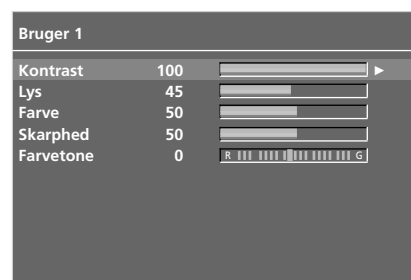 Bruger 1
Kontrast 100
Lys 45
Farve 50
Skarphed 50
Farvetone 0 R G